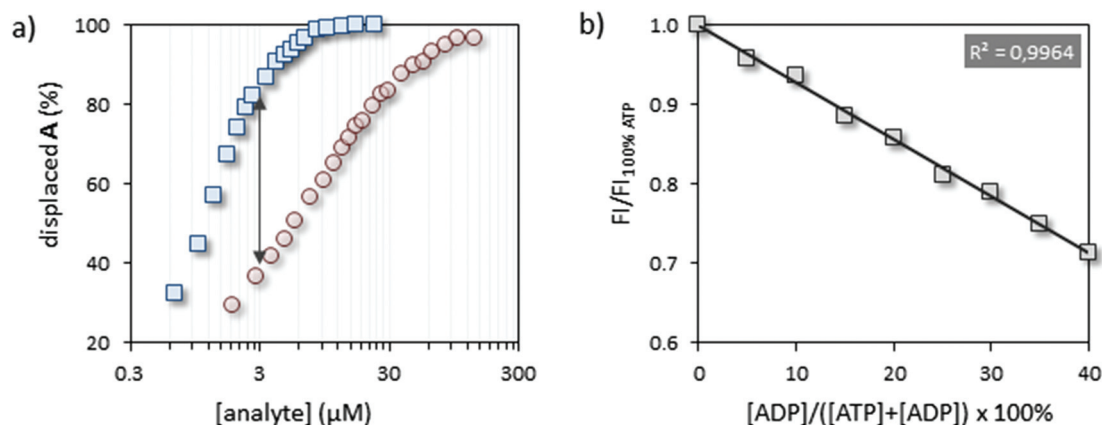 a)
displaced A (%)
100
80
60
40
20
0.3
3
30
300
[analyte] (µM)
b)
FI/FI100% ATP
1.0
0.9
0.8
0.7
0.6
R² = 0,9964
0
10
20
30
40
[ADP]/([ATP]+[ADP]) x 100%